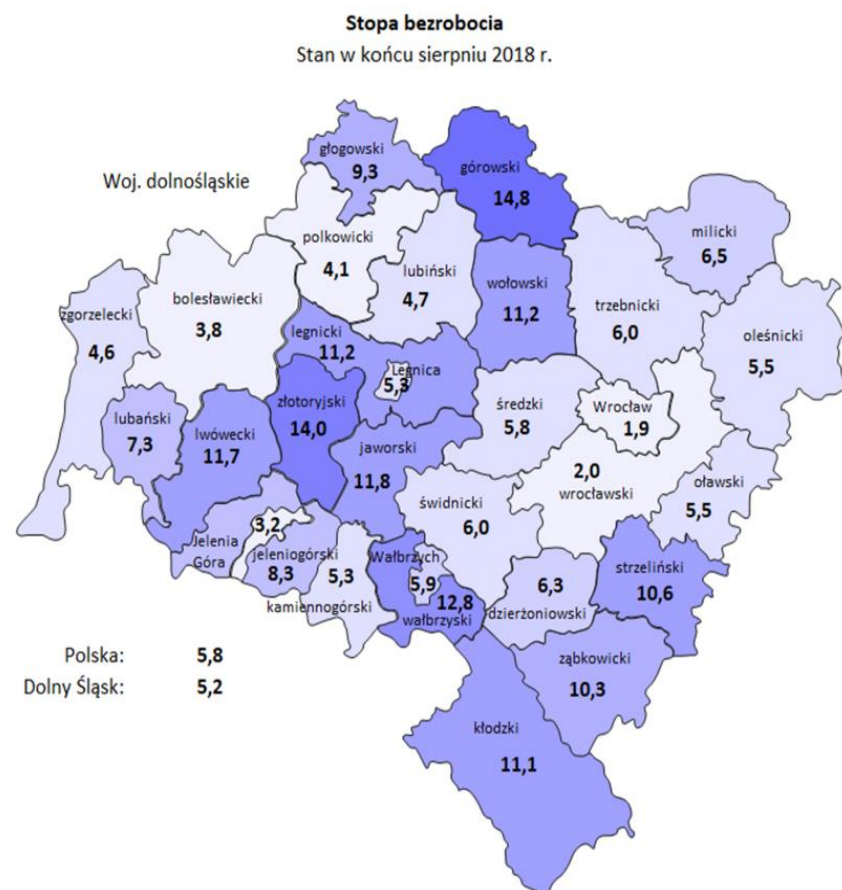 Stopa bezrobocia
Stan w końcu sierpniu 2018 r.
Woj. dolnośląskie
głogowski
9,3
górowski
14,8
milicki
6,5
polkowicki
4,1
lubiński
4,7
wołowski
11,2
trzebnicki
6,0
oleśnicki
5,5
zgorzelecki
4,6
bolesławiecki
3,8
legnicki
11,2
Legnica
5,3
lubański
7,3
lwówecki
11,7
złotoryjski
14,0
jaworski
11,8
średzki
5,8
Wrocław
1,9
2,0
wrocławski
oławski
5,5
świdnicki
6,0
Jelenia
Góra
3,2
jeleniogórski
8,3
5,3
kamiennogórski
Wałbrzych
5,9
12,8
wałbrzyski
6,3
dzierżoniowski
strzeliński
10,6
ząbkowicki
10,3
kłodzki
11,1
Polska: 5,8
Dolny Śląsk: 5,2